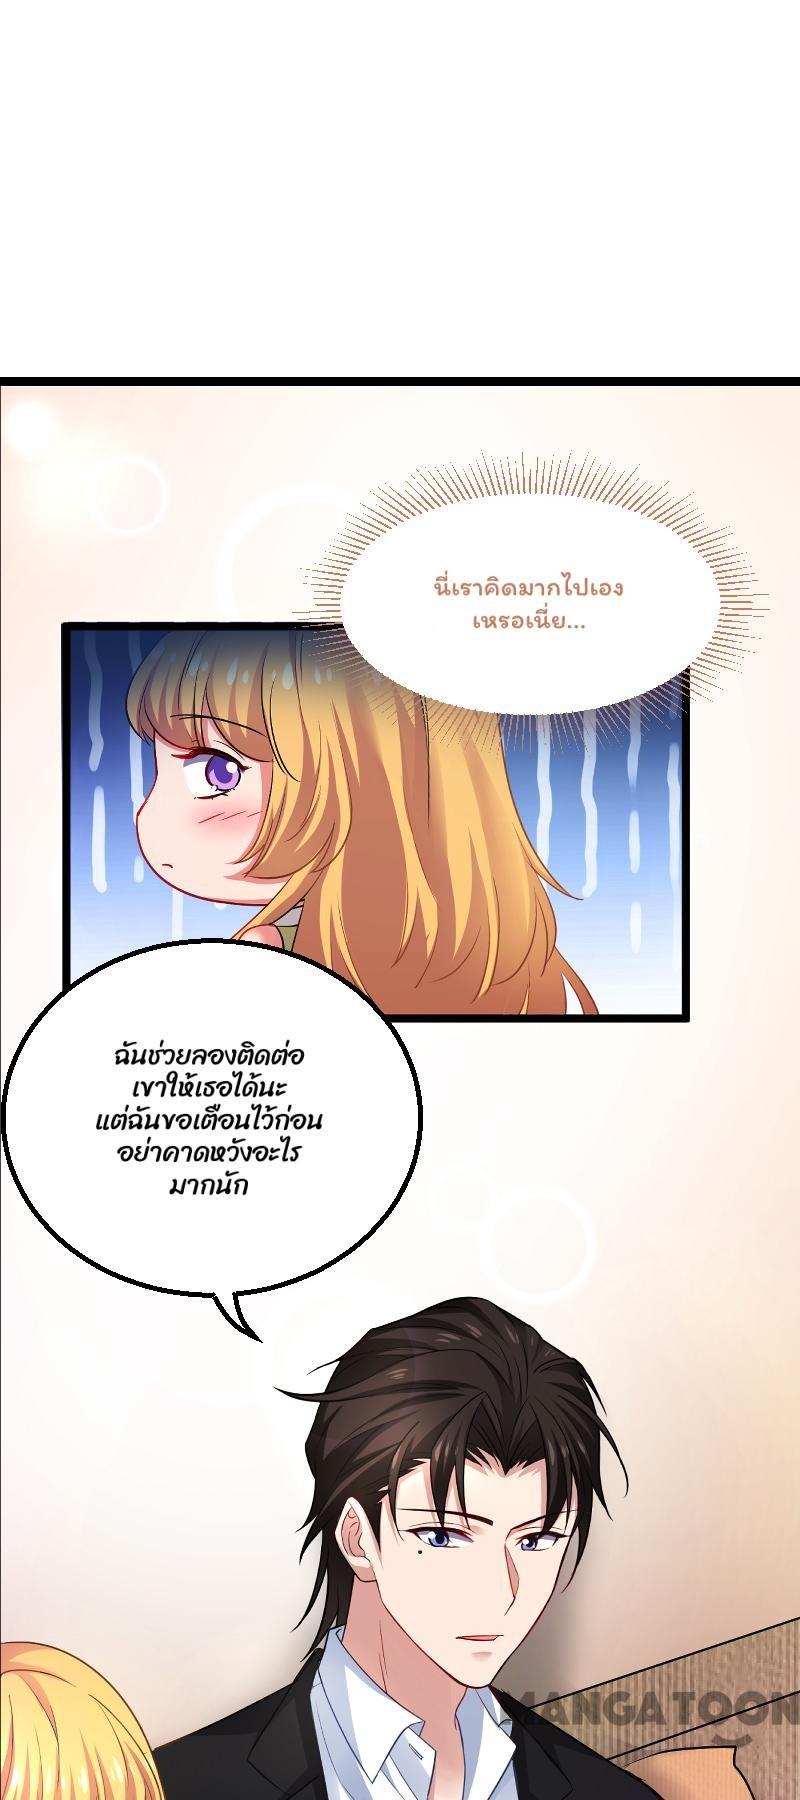 นี่เราคิดมากไปเอง
เหรอเนี่ย...
ฉันช่วยลองติดต่อ
เขาให้เธอได้นะ
แต่ฉันขอเตือนไว้ก่อน
อย่าคาดหวังอะไร
มากนัก
MANGATOON